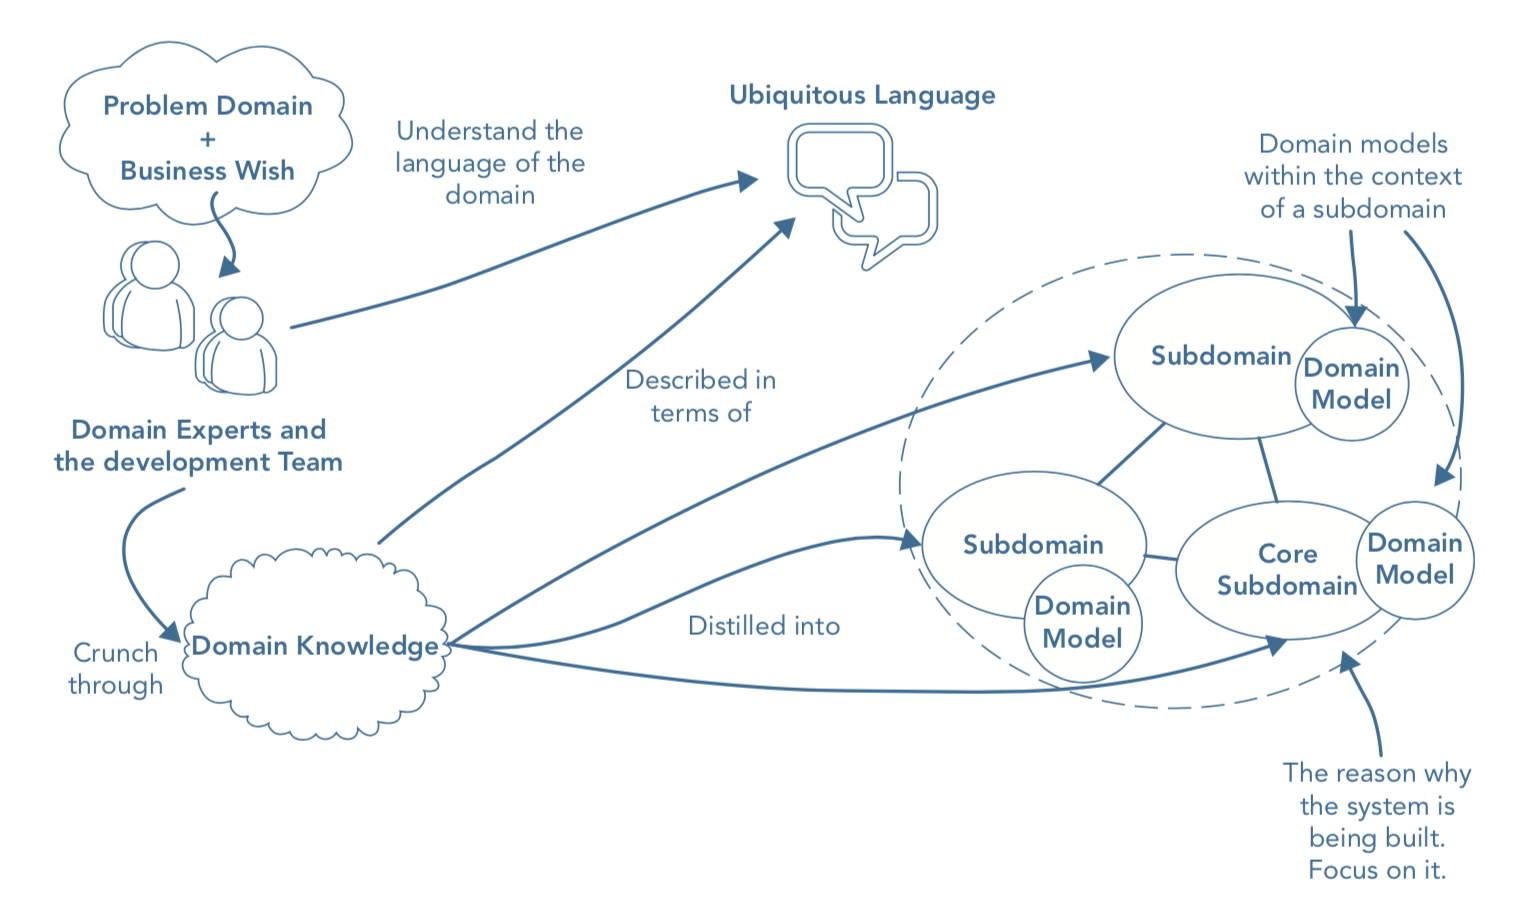 Problem Domain
+
Business Wish
Understand the
language of the
domain
Ubiquitous Language
Domain models
within the context
of a subdomain
Domain Experts and
the development Team
Described in
terms of
Subdomain
Domain
Model
Subdomain
Domain
Model
Core
Subdomain
Domain
Model
Crunch
through
Domain Knowledge
Distilled into
The reason why
the system is
being built.
Focus on it.